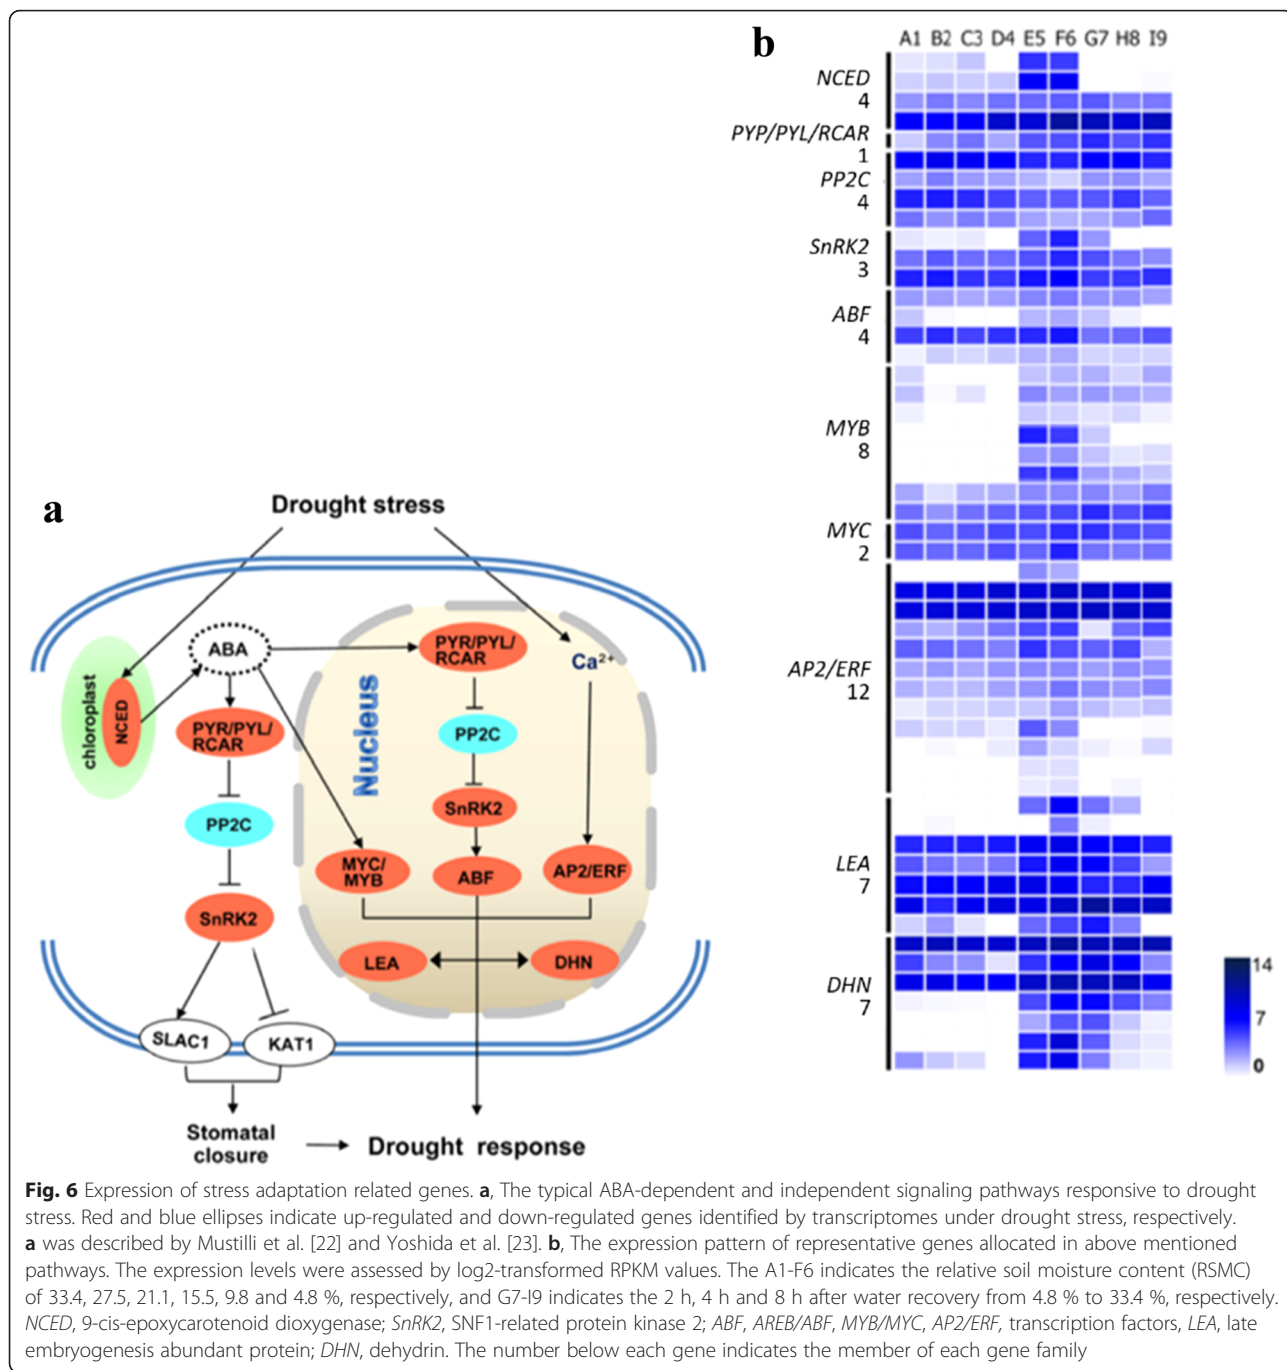 a
Drought stress
chloroplast
NCED
ABA
PYR/PYL/
RCAR
PP2C
SnRK2
SLAC1
KAT1
Stomatal
closure
Drought response
Nucleus
PYR/PYL/
RCAR
PP2C
SnRK2
ABF
MYC/
MYB
Ca2+
AP2/ERF
LEA
DHN
b
A1 B2 C3 D4 E5 F6 G7 H8 I9
NCED
4
PYP/PYL/RCAR
1
PP2C
4
SnRK2
3
ABF
4
MYB
8
MYC
2
AP2/ERF
12
LEA
7
DHN
7
14
7
0
Fig. 6 Expression of stress adaptation related genes. a, The typical ABA-dependent and independent signaling pathways responsive to drought
stress. Red and blue ellipses indicate up-regulated and down-regulated genes identified by transcriptomes under drought stress, respectively.
a was described by Mustilli et al. [22] and Yoshida et al. [23]. b, The expression pattern of representative genes allocated in above mentioned
pathways. The expression levels were assessed by log2-transformed RPKM values. The A1-F6 indicates the relative soil moisture content (RSMC)
of 33.4, 27.5, 21.1, 15.5, 9.8 and 4.8 %, respectively, and G7-I9 indicates the 2 h, 4 h and 8 h after water recovery from 4.8 % to 33.4 %, respectively.
NCED, 9-cis-epoxycarotenoid dioxygenase; SnRK2, SNF1-related protein kinase 2; ABF, AREB/ABF, MYB/MYC, AP2/ERF, transcription factors, LEA, late
embryogenesis abundant protein; DHN, dehydrin. The number below each gene indicates the member of each gene family